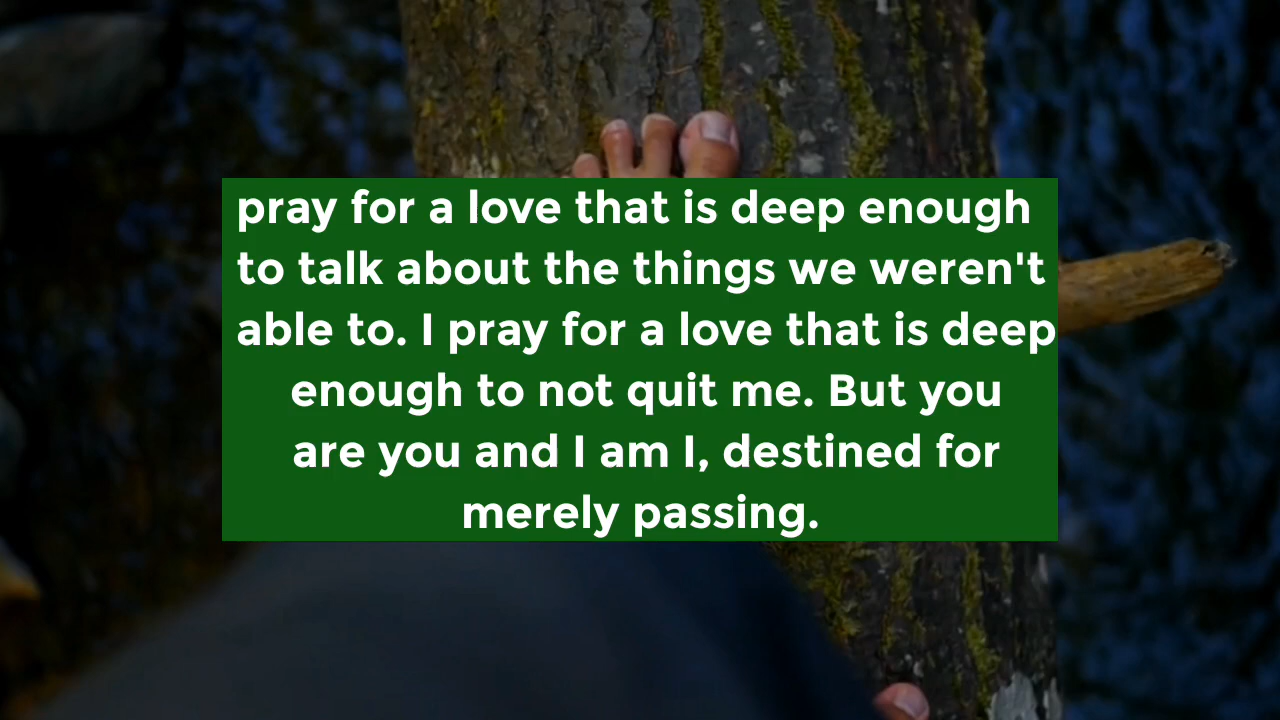 pray for a love that is deep enough
to talk about the things we weren't
able to. I pray for a love that is deep
enough to not quit me. But you
are you and I am I, destined for
merely passing.